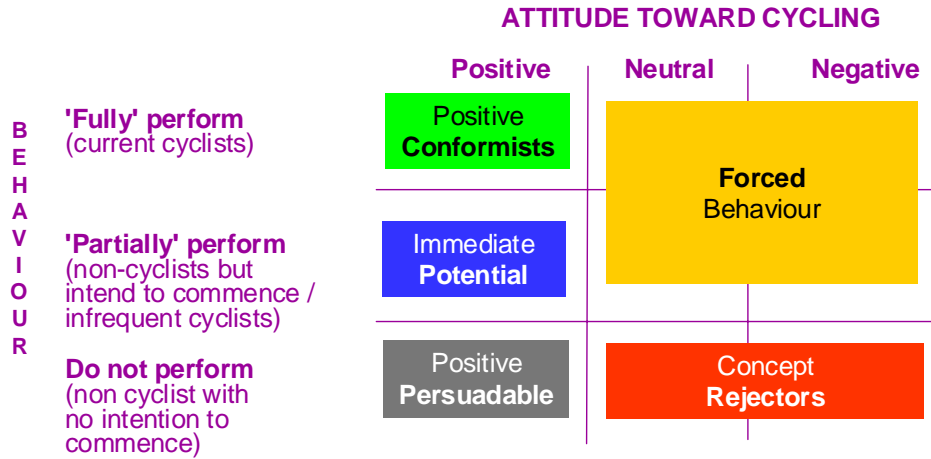 ATTITUDE TOWARD CYCLING
Positive Neutral Negative
BEHAVIOUR
'Fully' perform
(current cyclists)
Positive
Conformists
Forced
Behaviour
'Partially' perform
(non-cyclists but
intend to commence /
infrequent cyclists)
Immediate
Potential
Do not perform
(non cyclist with
no intention to
commence)
Positive
Persuadable
Concept
Rejectors